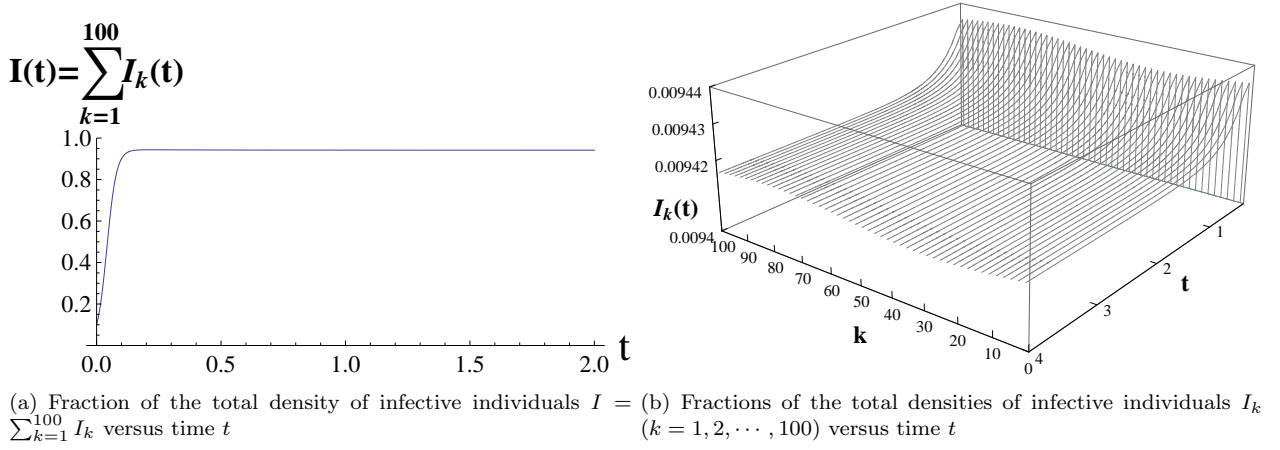 100
I(t)=∑I_k(t)
k=1
1.0
0.8
0.6
0.4
0.2
0.0 0.5 1.0 1.5 2.0 t
0.00944
0.00943
0.00942
I_k(t)
0.0094
100 90 80 70 60 50 40 30 20 10 0
k
1
2
3
4
t
(a) Fraction of the total density of infective individuals I =
∑_{k=1}^{100} I_k versus time t
(b) Fractions of the total densities of infective individuals I_k
(k = 1, 2, ⋯ , 100) versus time t